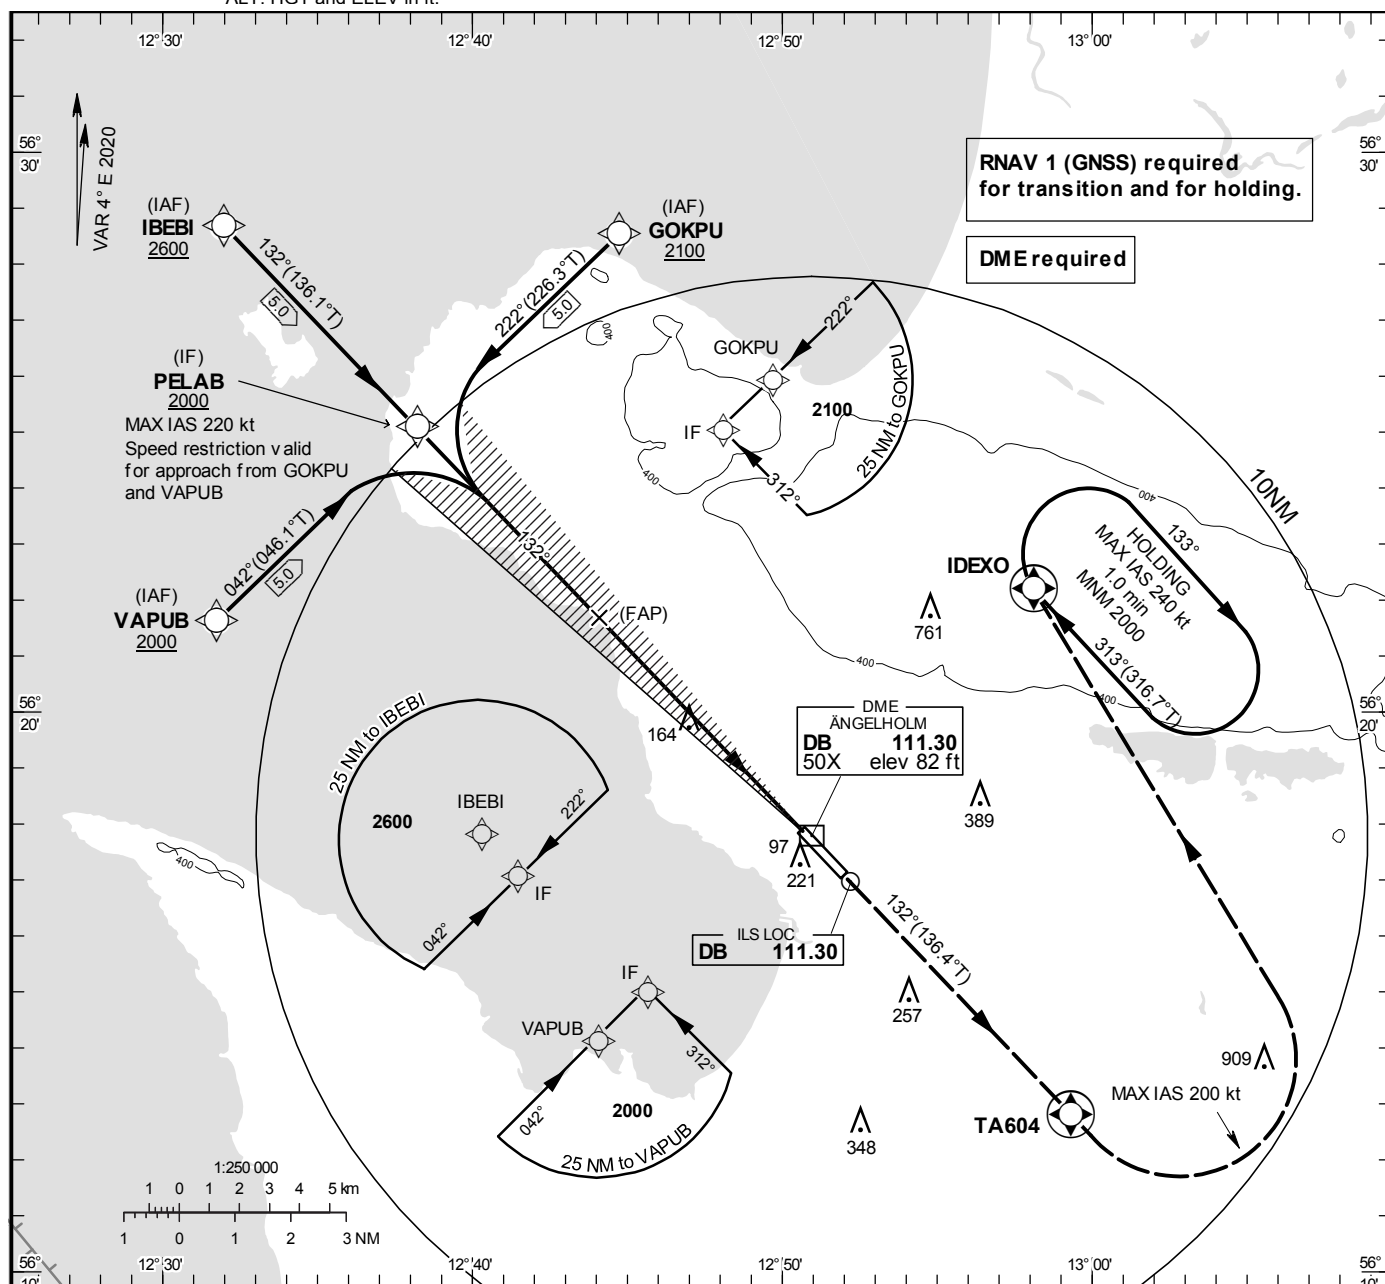 12°30'
12°40'
12°50'
13°00'
56°
30'
56°
30'
VAR 4° E 2020
RNAV 1 (GNSS) required
for transition and for holding.
DME required
(IAF)
IBEBI
2600
(IAF)
GOKPU
2100
132°(136.1°T)
5.0
222°(226.3°T)
5.0
400
(IF)
PELAB
2000
MAX IAS 220 kt
Speed restriction valid
for approach from GOKPU
and VAPUB
GOKPU
222°
IF
2100
312°
25 NM to GOKPU
400
10NM
400
133°
HOLDING
MAX IAS 240 kt
1.0 min
MNM 2000
313°(316.7°T)
IDEXO
042°(046.1°T)
5.0
(IAF)
VAPUB
2000
132°
(FAP)
761
400
400
56°
20'
56°
20'
164
DME
ÄNGELHOLM
DB 111.30
50X elev 82 ft
25 NM to IBEBI
IBEBI
2600
222°
IF
042°
389
97
221
400
ILS LOC
DB 111.30
132°(136.4°T)
IF
VAPUB
312°
042°
2000
25 NM to VAPUB
257
909
MAX IAS 200 kt
TA604
348
1:250 000
1 0 1 2 3 4 5 km
1 0 1 2 3 NM
12°30'
12°40'
12°50'
13°00'
56°
56°